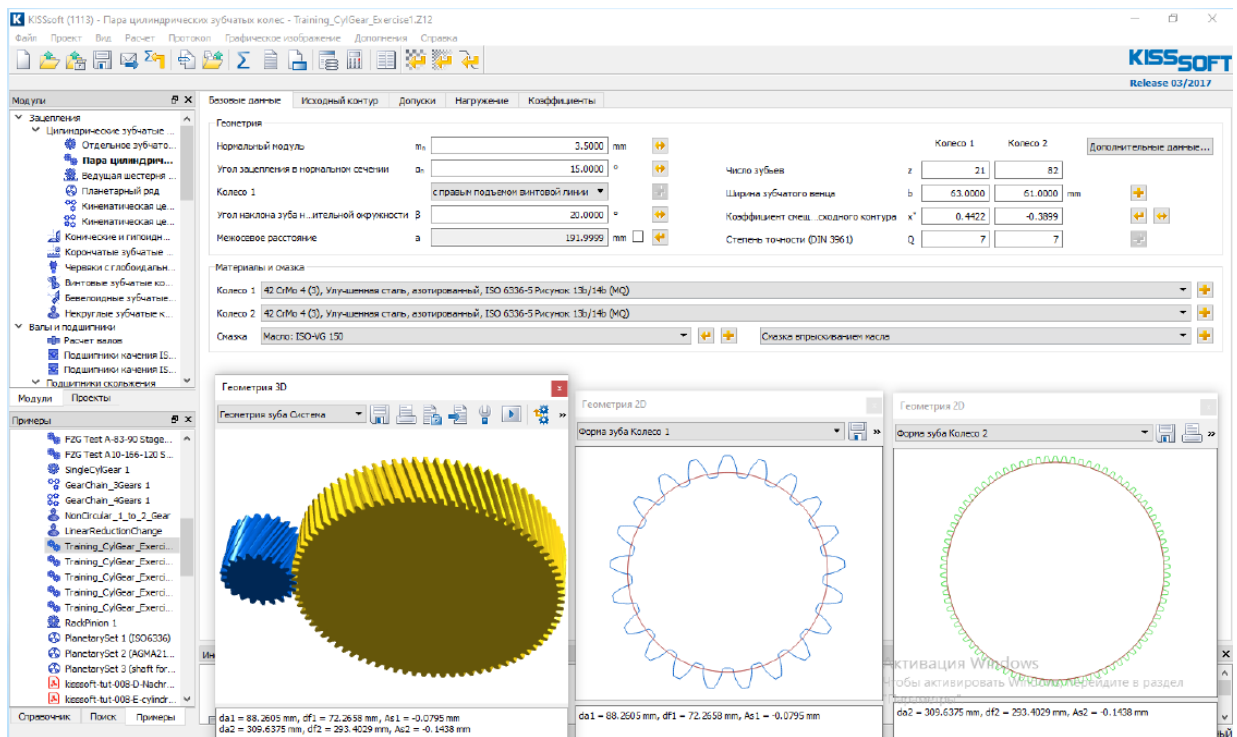 KISSsoft (1113) - Пара цилиндрических зубчатых колес - Training_CylGear_Exercise1.Z12
Файл Проект Вид Расчет Протокол Графическое изображение Дополнения Справка
KISSSOFT
Release 03/2017
Модули
Зацепления
Цилиндрические зубчатые ...
Отдельное зубчато...
Пара цилиндрич...
Ведущая шестерня ...
Планетарный ряд
Кинематическая це...
Кинематическая це...
Конические и гипоидн...
Корончатые зубчатые ...
Червяки с глобоидальн...
Винтовые зубчатые ко...
Бевелоидные зубчатые...
Некруглые зубчатые к...
Валы и подшипники
Расчет валов
Подшипники качения IS...
Подшипники качения IS...
Подшипники скольжения
Модули Проекты
Примеры
FZG Test A-83-90 Stage...
FZG Test A10-166-120 S...
SingleCylGear 1
GearChain_3Gears 1
GearChain_4Gears 1
NonCircular_1_to_2_Gear
LinearReductionChange
Training_CylGear_Exerci...
Training_CylGear_Exerci...
Training_CylGear_Exerci...
Training_CylGear_Exerci...
Training_CylGear_Exerci...
RackPinion 1
PlanetarySet 1 (ISO6336)
PlanetarySet 2 (AGMA21...
PlanetarySet 3 (shaft for...
kisssoft-tut-008-D-Nachr...
kisssoft-tut-008-E-cylindr...
Справочник Поиск Примеры
Базовые данные Исходный контур Допуски Нагружение Коэффициенты
Геометрия
Нормальный модуль mn 3.5000 mm
Угол зацепления в нормальном сечении αn 15.0000 °
Колесо 1 с правым подъемом винтовой линии
Угол наклона зуба н...ительной окружности β 20.0000 °
Межосевое расстояние a 191.9999 mm
Колесо 1 Колесо 2 Дополнительные данные...
Число зубьев z 21 82
Ширина зубчатого венца b 63.0000 61.0000 mm
Коэффициент смещ...сходного контура x* 0.4422 -0.3899
Степень точности (DIN 3961) Q 7 7
Материалы и смазка
Колесо 1 42 CrMo 4 (3), Улучшенная сталь, азотированный, ISO 6336-5 Рисунок 13b/14b (MQ)
Колесо 2 42 CrMo 4 (3), Улучшенная сталь, азотированный, ISO 6336-5 Рисунок 13b/14b (MQ)
Смазка Масло: ISO-VG 150 Смазка впрыскиванием масла
Геометрия 3D
Геометрия зуба Система
da1 = 88.2605 mm, df1 = 72.2658 mm, As1 = -0.0795 mm
da2 = 309.6375 mm, df2 = 293.4029 mm, As2 = -0.1438 mm
Геометрия 2D
Форма зуба Колесо 1
da1 = 88.2605 mm, df1 = 72.2658 mm, As1 = -0.0795 mm
Геометрия 2D
Форма зуба Колесо 2
da2 = 309.6375 mm, df2 = 293.4029 mm, As2 = -0.1438 mm
Активация Windows
Чтобы активировать Windows, перейдите в раздел